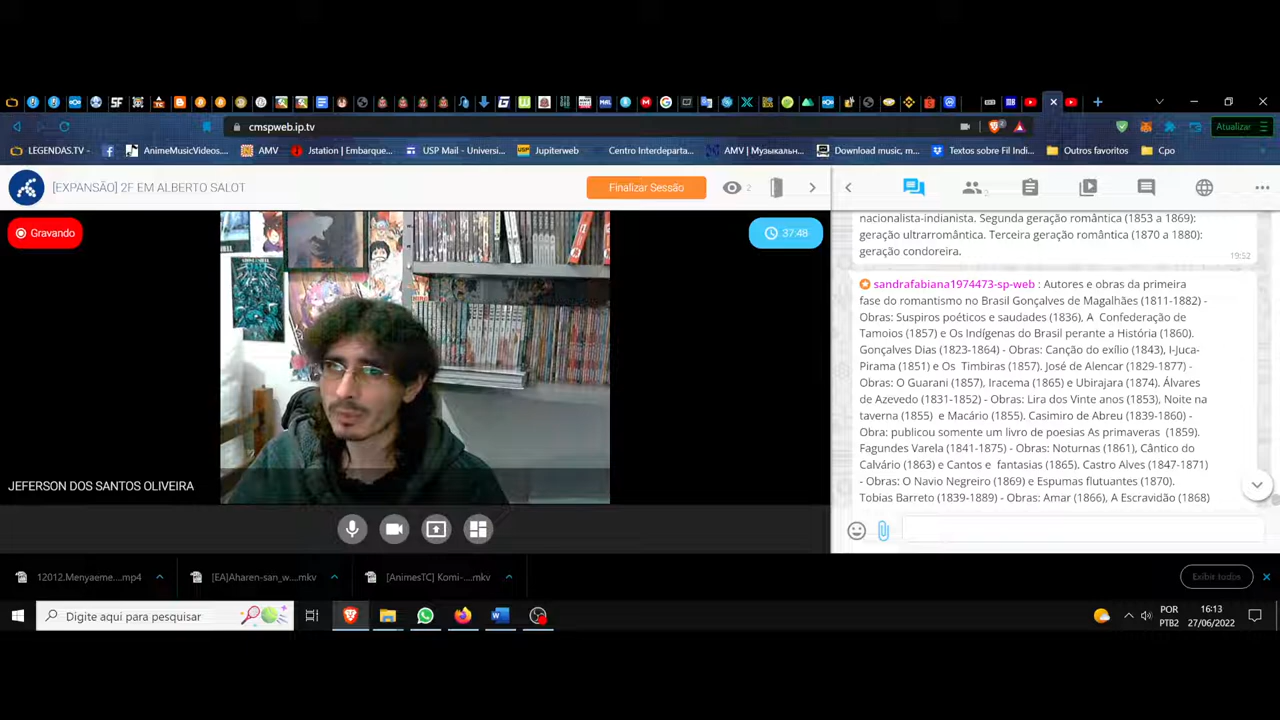 cmspweb.ip.tv
Atualizar
LEGENDAS.TV -
AnimeMusicVideos...
AMV
Jstation | Embarque...
USP Mail - Universi...
Jupiterweb
Centro Interdeparta...
AMV | Музыкальн...
Download music, m...
Textos sobre Fil Indi...
Outros favoritos
Cpo
[EXPANSÃO] 2F EM ALBERTO SALOT
Finalizar Sessão
2
Gravando
37:48
JEFERSON DOS SANTOS OLIVEIRA
nacionalista-indianista. Segunda geração romântica (1853 a 1869):
geração ultrarromântica. Terceira geração romântica (1870 a 1880):
geração condoreira.
19:52
sandrafabiana1974473-sp-web : Autores e obras da primeira
fase do romantismo no Brasil Gonçalves de Magalhães (1811-1882) -
Obras: Suspiros poéticos e saudades (1836), A Confederação de
Tamoios (1857) e Os Indígenas do Brasil perante a História (1860).
Gonçalves Dias (1823-1864) - Obras: Canção do exílio (1843), I-Juca-
Pirama (1851) e Os Timbiras (1857). José de Alencar (1829-1877) -
Obras: O Guarani (1857), Iracema (1865) e Ubirajara (1874). Álvares
de Azevedo (1831-1852) - Obras: Lira dos Vinte anos (1853), Noite na
taverna (1855) e Macário (1855). Casimiro de Abreu (1839-1860) -
Obra: publicou somente um livro de poesias As primaveras (1859).
Fagundes Varela (1841-1875) - Obras: Noturnas (1861), Cântico do
Calvário (1863) e Cantos e fantasias (1865). Castro Alves (1847-1871)
- Obras: O Navio Negreiro (1869) e Espumas flutuantes (1870).
Tobias Barreto (1839-1889) - Obras: Amar (1866), A Escravidão (1868)
12012.Menyaeme....mp4
[EA]Aharen-san_w....mkv
[AnimesTC] Komi-....mkv
Exibir todos
Digite aqui para pesquisar
POR
PTB2
16:13
27/06/2022